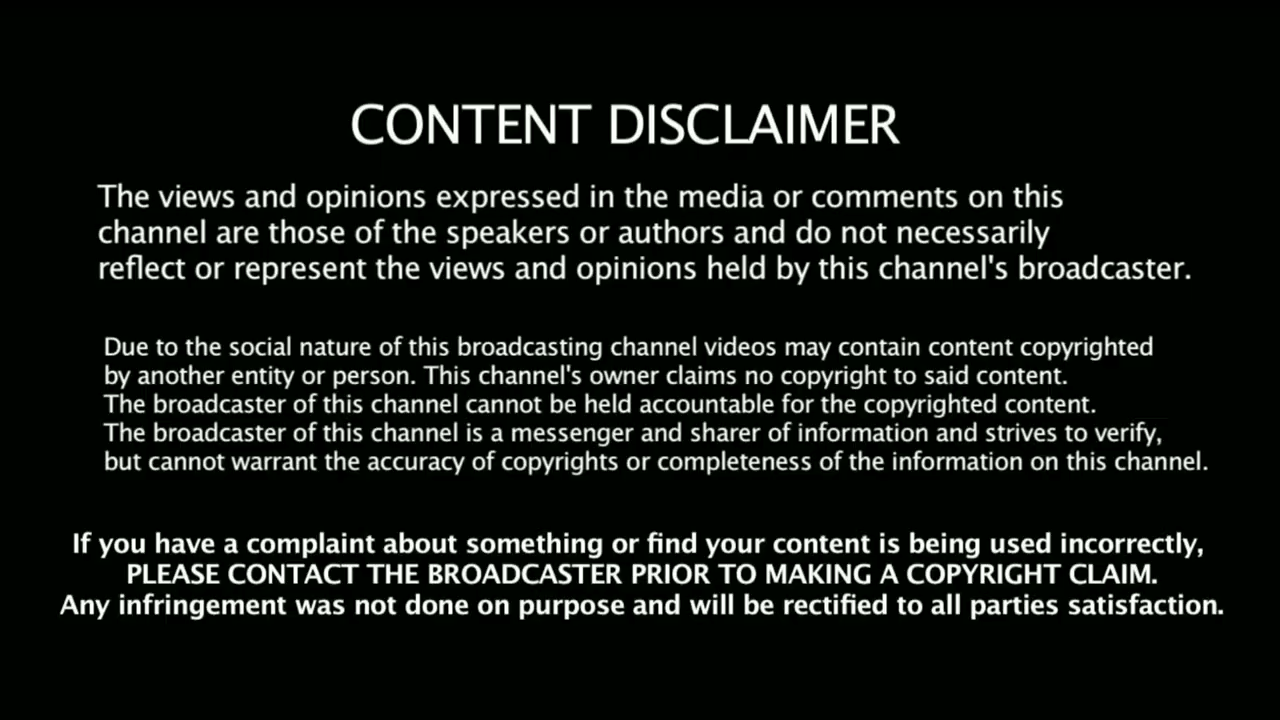 CONTENT DISCLAIMER
The views and opinions expressed in the media or comments on this
channel are those of the speakers or authors and do not necessarily
reflect or represent the views and opinions held by this channel's broadcaster.
Due to the social nature of this broadcasting channel videos may contain content copyrighted
by another entity or person. This channel's owner claims no copyright to said content.
The broadcaster of this channel cannot be held accountable for the copyrighted content.
The broadcaster of this channel is a messenger and sharer of information and strives to verify,
but cannot warrant the accuracy of copyrights or completeness of the information on this channel.
If you have a complaint about something or find your content is being used incorrectly,
PLEASE CONTACT THE BROADCASTER PRIOR TO MAKING A COPYRIGHT CLAIM.
Any infringement was not done on purpose and will be rectified to all parties satisfaction.